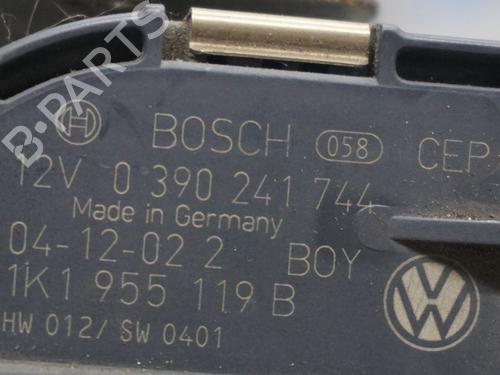 B-PARTS
BOSCH 058 CEP
12V 0 390 241 744
Made in Germany
04-12-02 2 BOY
1K1 955 119 B
HW 012/ SW 0401